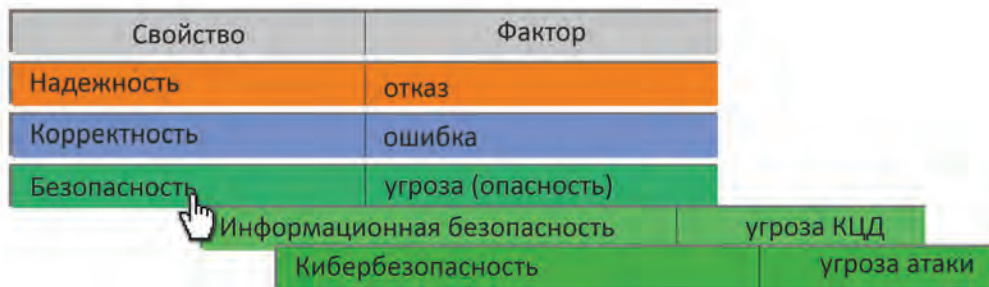 Свойство Фактор
Надежность отказ
Корректность ошибка
Безопасность угроза (опасность)
Информационная безопасность угроза КЦД
Кибербезопасность угроза атаки